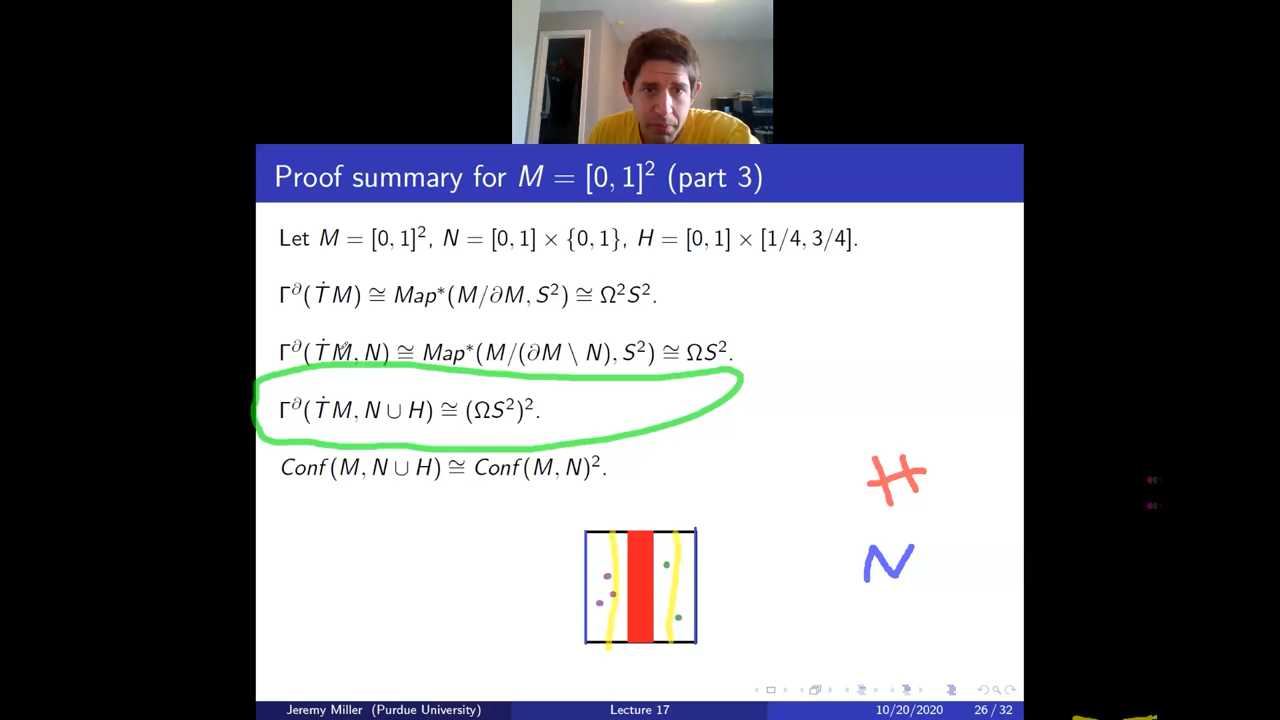 Proof summary for M = [0, 1]² (part 3)
Let M = [0, 1]², N = [0, 1] × {0, 1}, H = [0, 1] × [1/4, 3/4].
Γ^∂(ṪM) ≅ Map*(M/∂M, S²) ≅ Ω²S².
Γ^∂(ṪM, N) ≅ Map*(M/(∂M \ N), S²) ≅ ΩS².
Γ^∂(ṪM, N ∪ H) ≅ (ΩS²)².
Conf(M, N ∪ H) ≅ Conf(M, N)².
H
N
Jeremy Miller (Purdue University) Lecture 17 10/20/2020 26 / 32